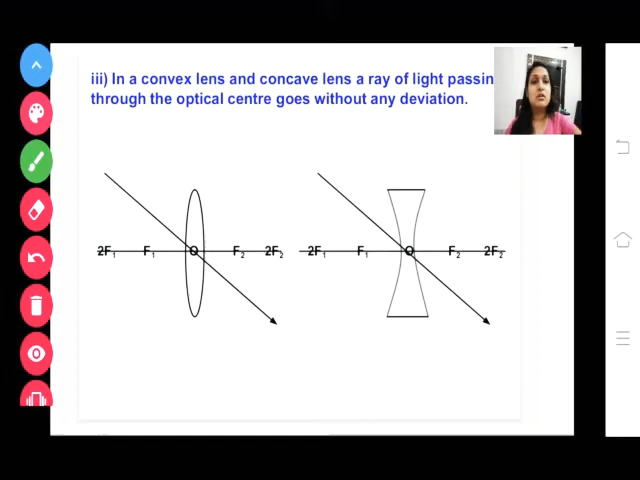 iii) In a convex lens and concave lens a ray of light passin
through the optical centre goes without any deviation.
2F₁ F₁ O F₂ 2F₂ 2F₁ F₁ O F₂ 2F₂